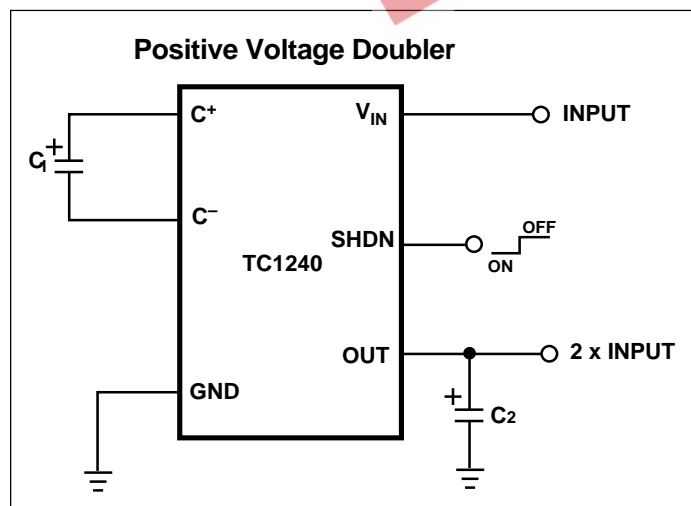 Positive Voltage Doubler
C+
VIN
INPUT
+
C1
C–
SHDN
OFF
ON
TC1240
OUT
2 x INPUT
GND
+
C2